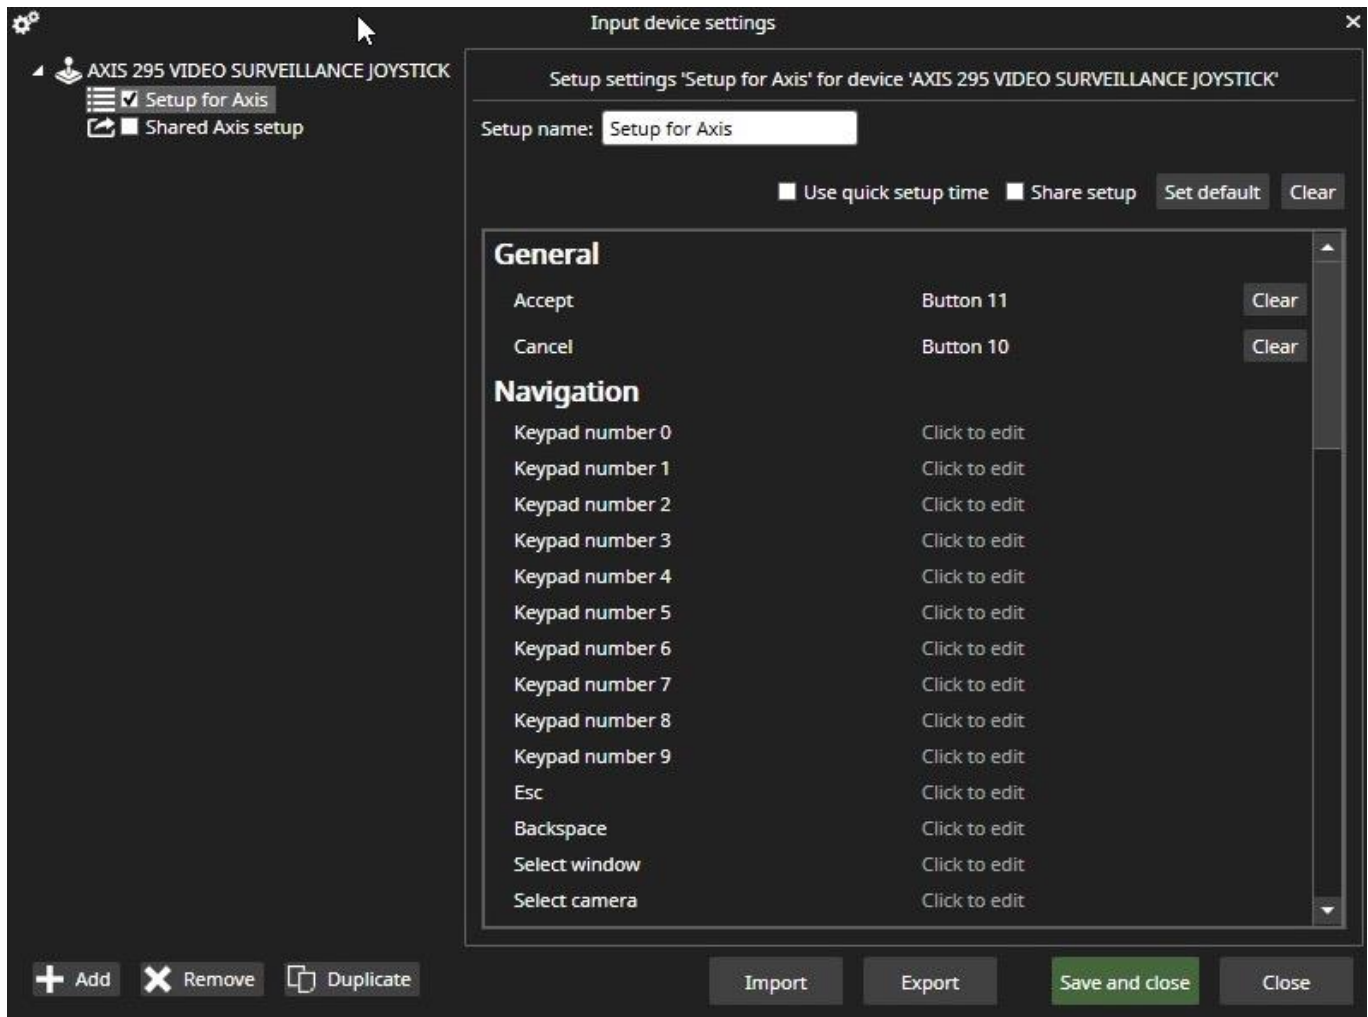 Input device settings
AXIS 295 VIDEO SURVEILLANCE JOYSTICK
Setup for Axis
Shared Axis setup
Setup settings 'Setup for Axis' for device 'AXIS 295 VIDEO SURVEILLANCE JOYSTICK'
Setup name: Setup for Axis
Use quick setup time Share setup Set default Clear
General
Accept Button 11 Clear
Cancel Button 10 Clear
Navigation
Keypad number 0 Click to edit
Keypad number 1 Click to edit
Keypad number 2 Click to edit
Keypad number 3 Click to edit
Keypad number 4 Click to edit
Keypad number 5 Click to edit
Keypad number 6 Click to edit
Keypad number 7 Click to edit
Keypad number 8 Click to edit
Keypad number 9 Click to edit
Esc Click to edit
Backspace Click to edit
Select window Click to edit
Select camera Click to edit
Add Remove Duplicate Import Export Save and close Close